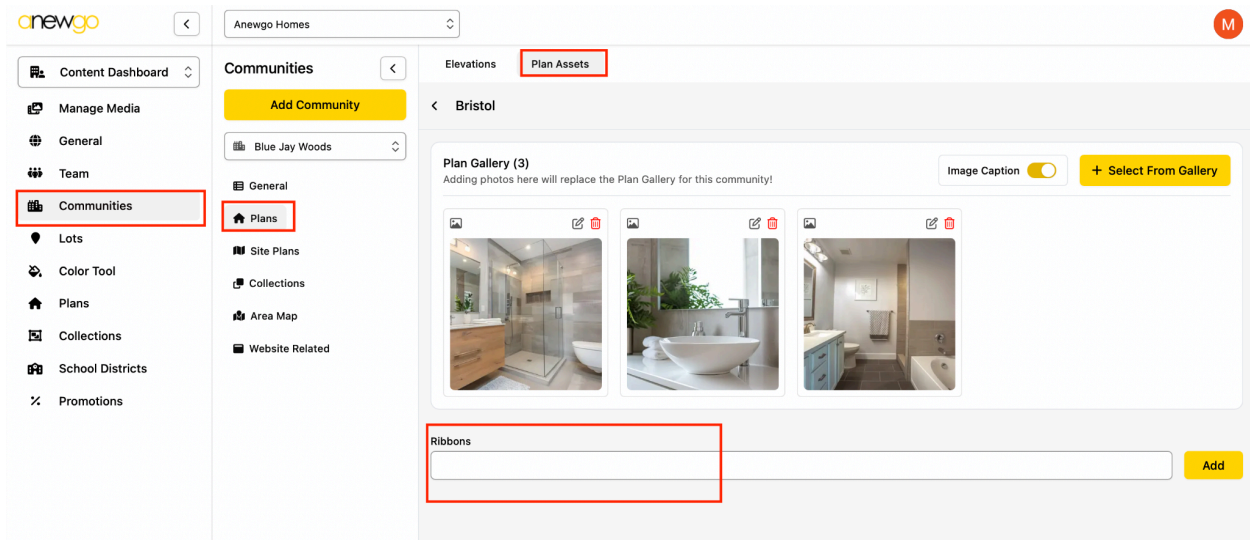 anewgo
Anewgo Homes
M
Content Dashboard
Manage Media
General
Team
Communities
Lots
Color Tool
Plans
Collections
School Districts
Promotions
Communities
Add Community
Blue Jay Woods
General
Plans
Site Plans
Collections
Area Map
Website Related
Elevations
Plan Assets
Bristol
Plan Gallery (3)
Adding photos here will replace the Plan Gallery for this community!
Image Caption
+ Select From Gallery
Ribbons
Add